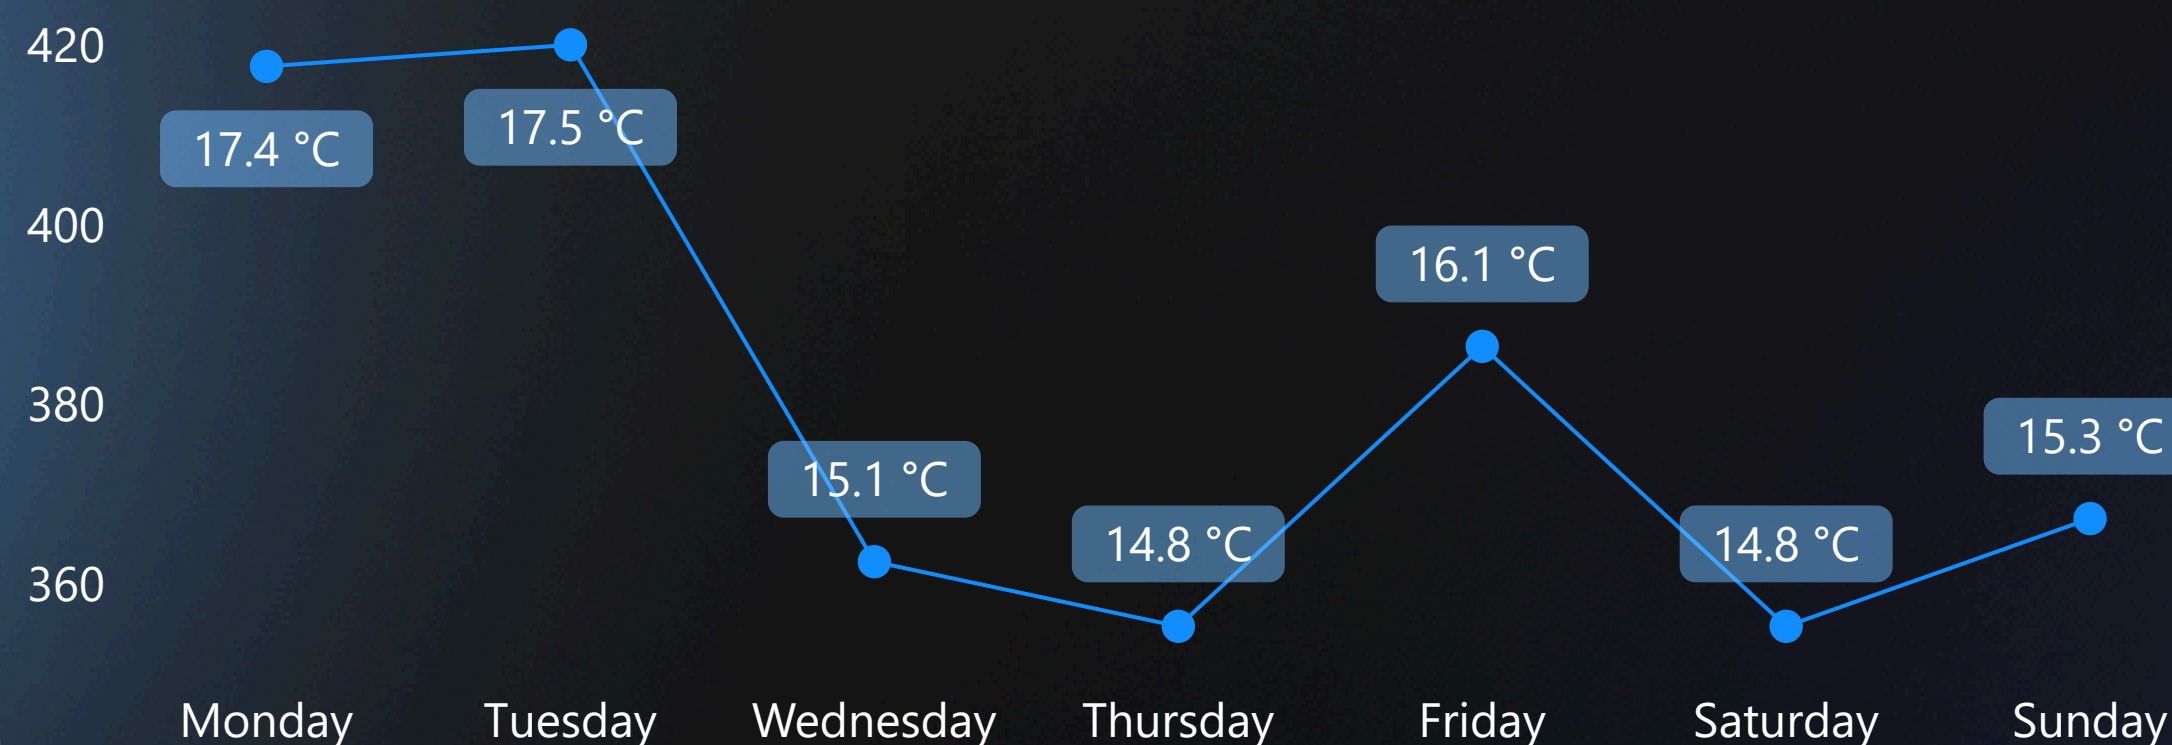 420
17.4 °C
17.5 °C
400
16.1 °C
380
15.3 °C
15.1 °C
14.8 °C
14.8 °C
360
Monday Tuesday Wednesday Thursday Friday Saturday Sunday